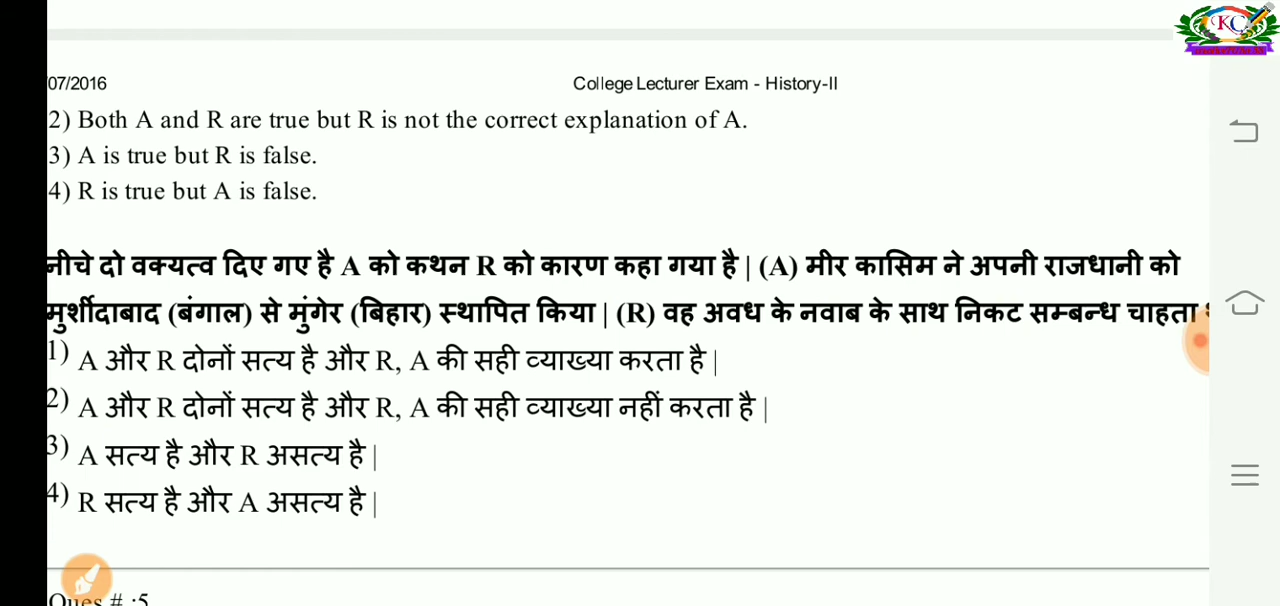 KC
07/2016 College Lecturer Exam - History-II
2) Both A and R are true but R is not the correct explanation of A.
3) A is true but R is false.
4) R is true but A is false.
नीचे दो वक्यत्व दिए गए है A को कथन R को कारण कहा गया है | (A) मीर कासिम ने अपनी राजधानी को
मुर्शीदाबाद (बंगाल) से मुंगेर (बिहार) स्थापित किया | (R) वह अवध के नवाब के साथ निकट सम्बन्ध चाहता
1) A और R दोनों सत्य है और R, A की सही व्याख्या करता है |
2) A और R दोनों सत्य है और R, A की सही व्याख्या नहीं करता है |
3) A सत्य है और R असत्य है |
4) R सत्य है और A असत्य है |
Ques # :5